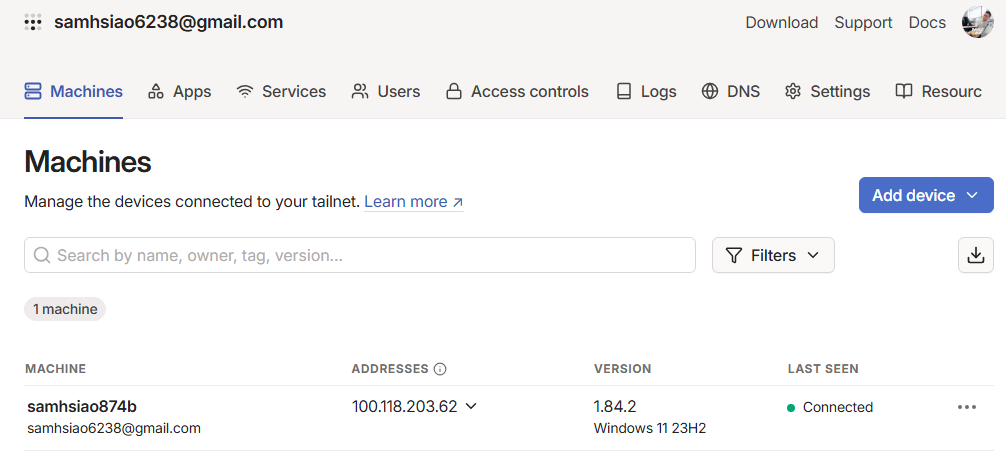 samhsiao6238@gmail.com
Download Support Docs
Machines Apps Services Users Access controls Logs DNS Settings Resourc
Machines
Manage the devices connected to your tailnet. Learn more ↗
Add device
Search by name, owner, tag, version...
Filters
1 machine
MACHINE ADDRESSES VERSION LAST SEEN
samhsiao874b 100.118.203.62 1.84.2 Connected
samhsiao6238@gmail.com Windows 11 23H2